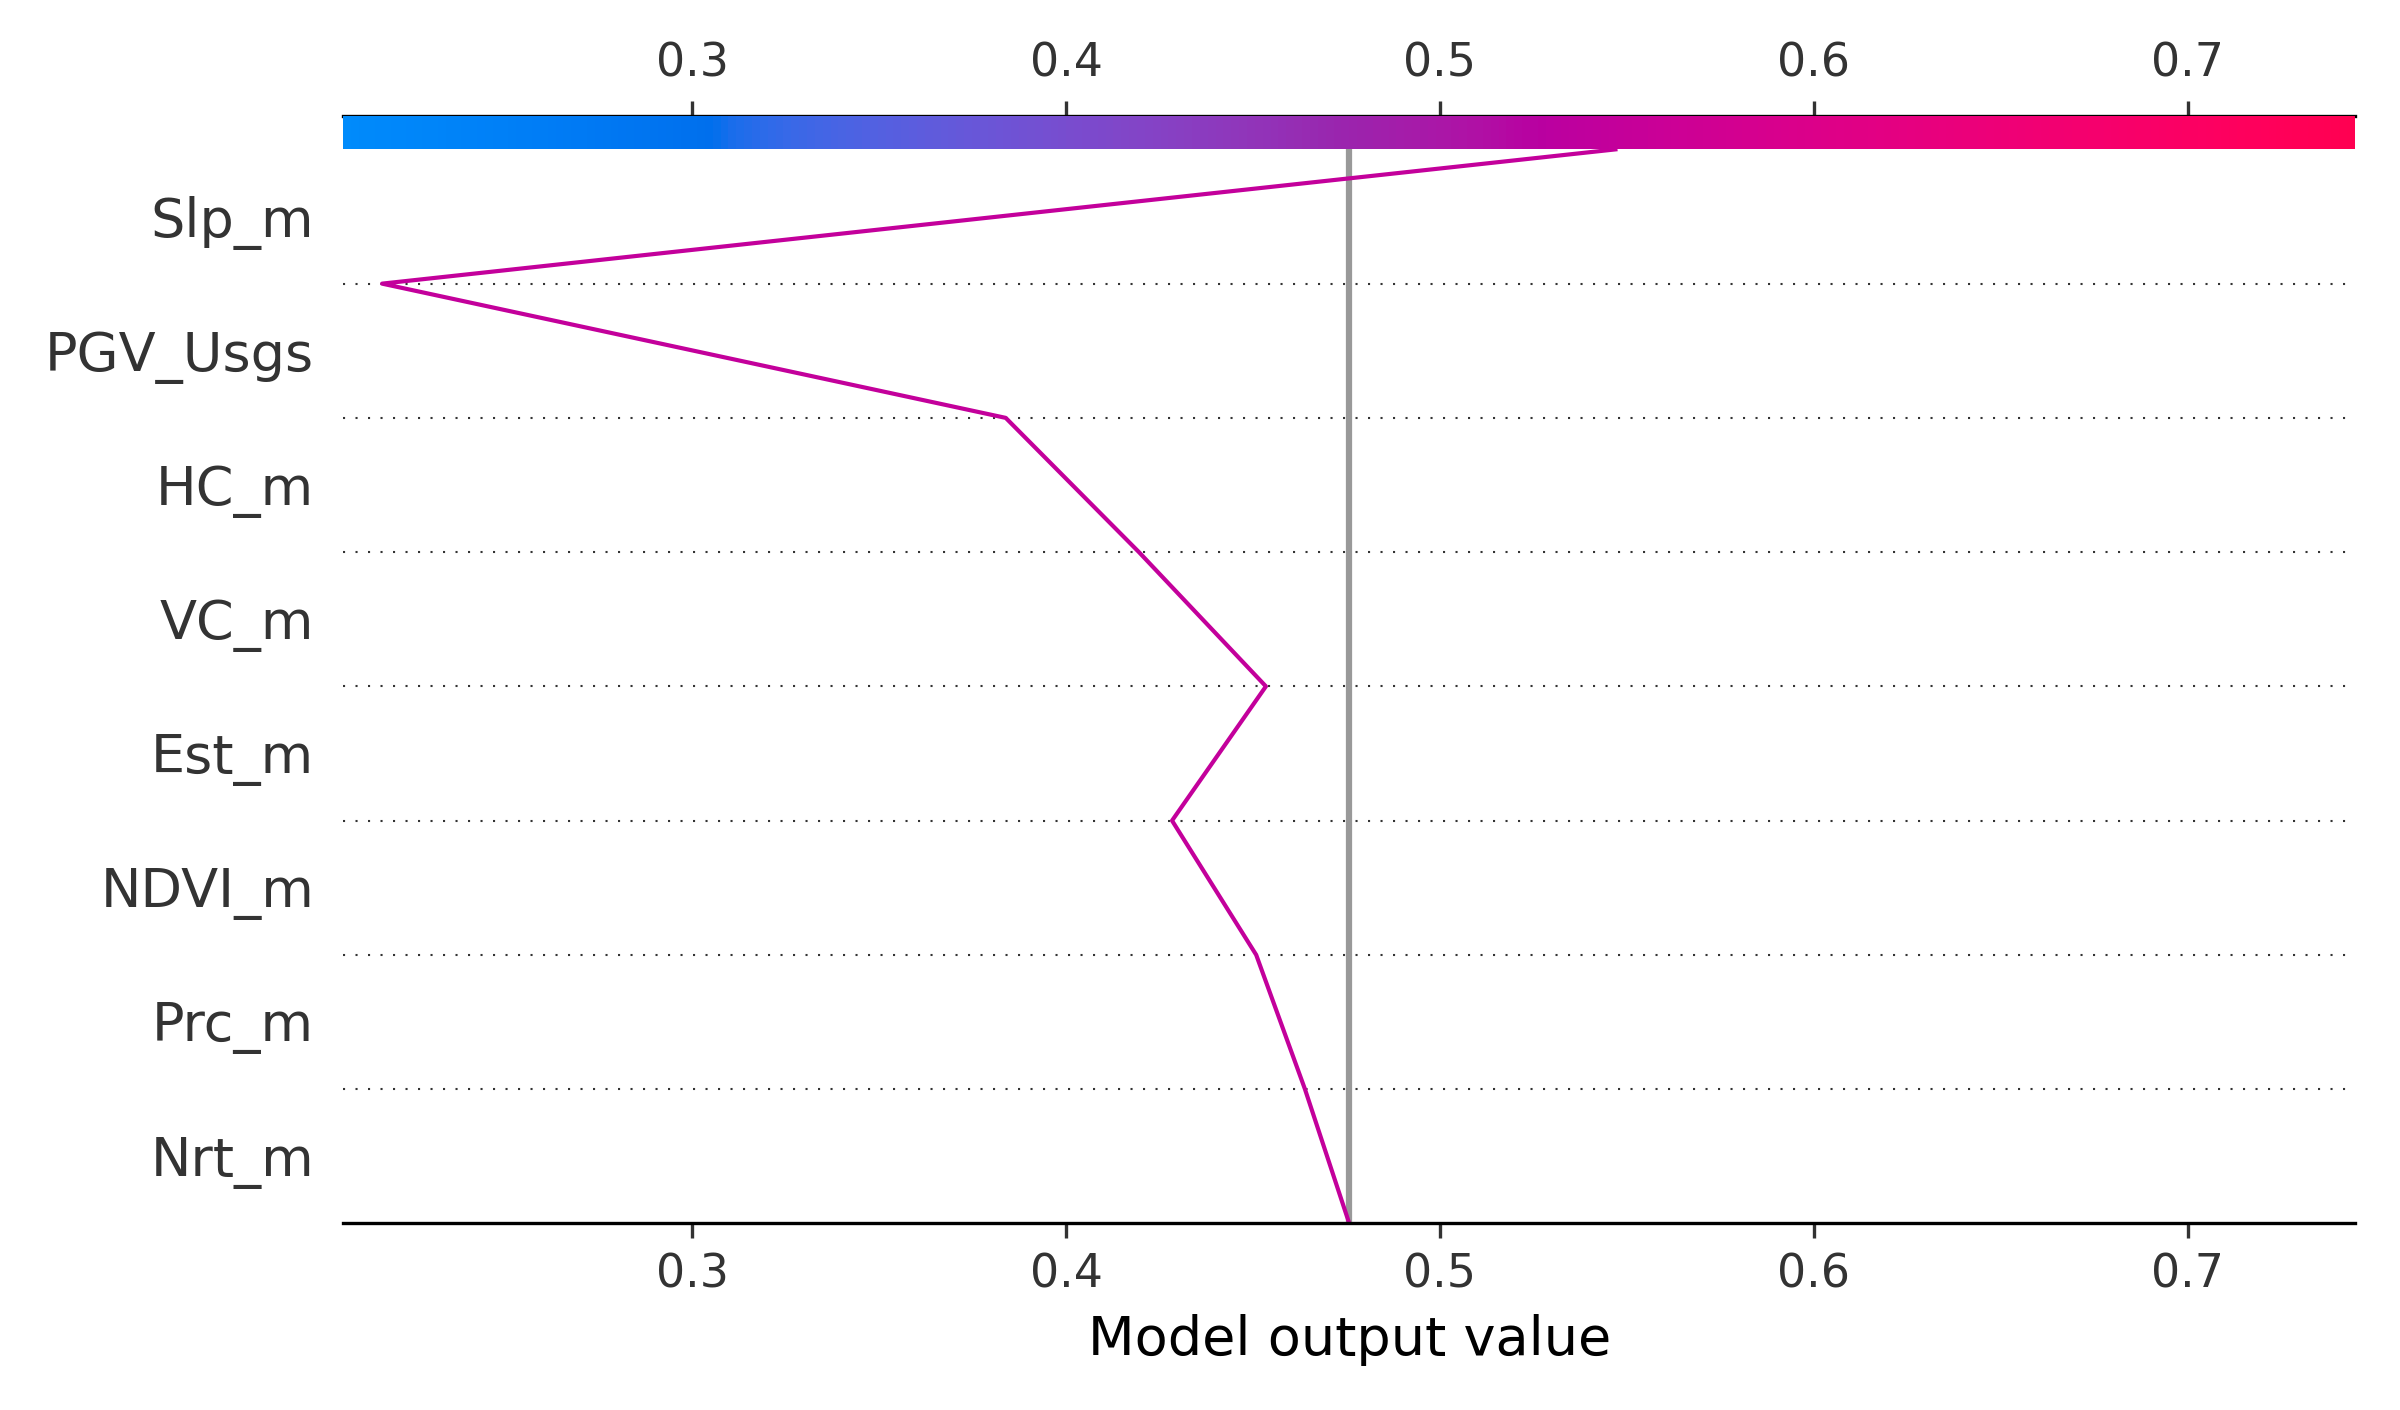 0.3 0.4 0.5 0.6 0.7
Slp_m
PGV_Usgs
HC_m
VC_m
Est_m
NDVI_m
Prc_m
Nrt_m
0.3 0.4 0.5 0.6 0.7
Model output value